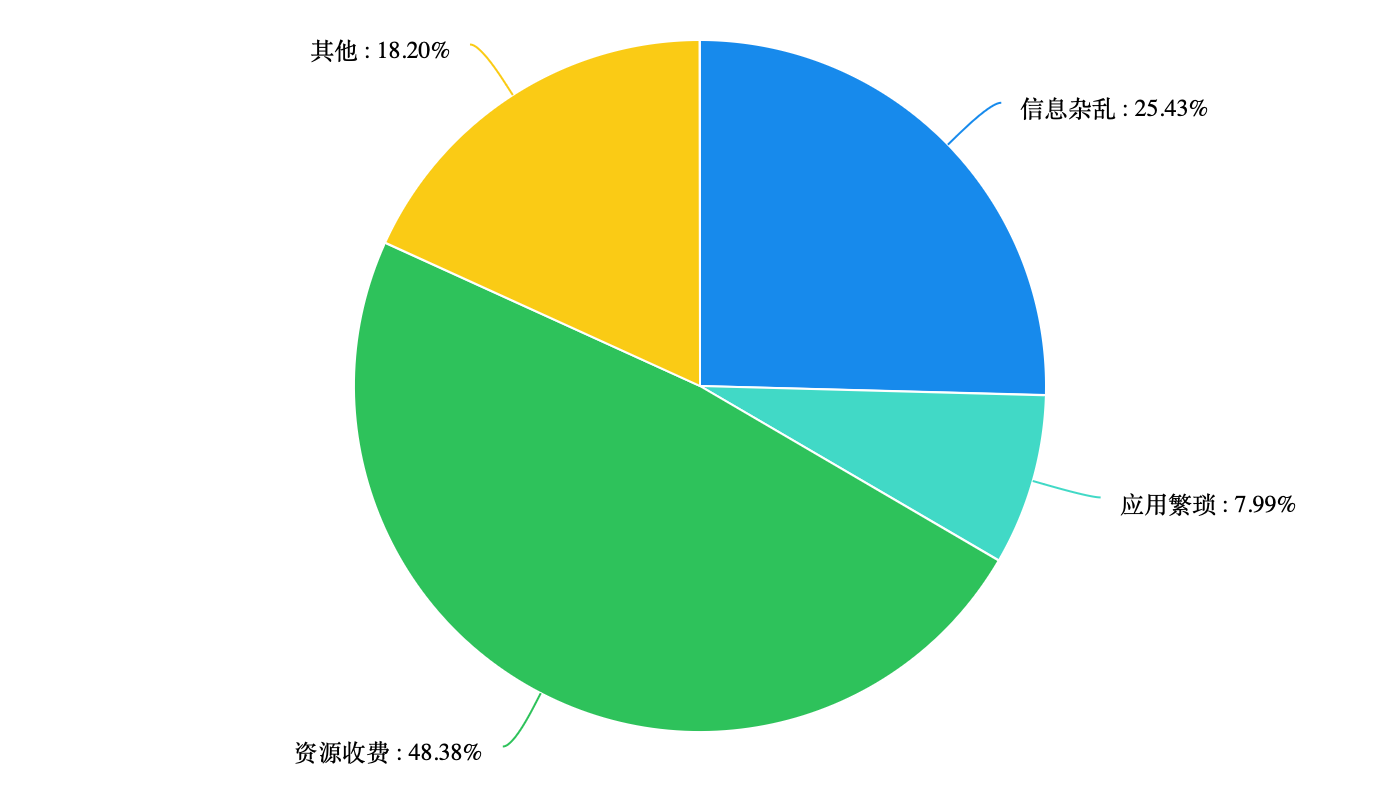 其他 : 18.20%
信息杂乱 : 25.43%
应用繁琐 : 7.99%
资源收费 : 48.38%